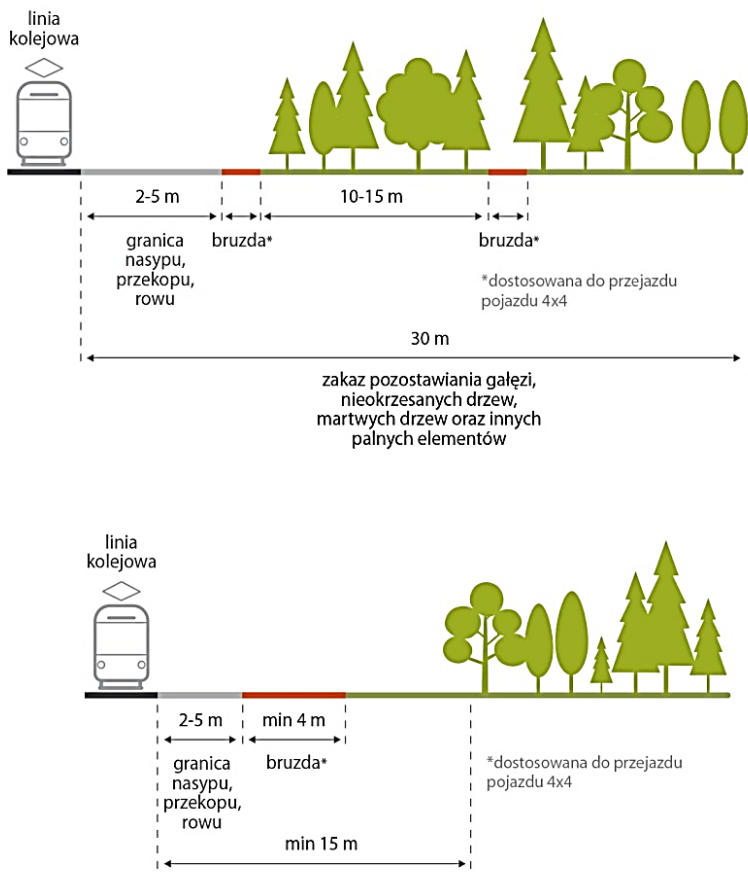 linia
kolejowa
2-5 m
10-15 m
granica
nasypu,
przekopu,
rowu
bruzda*
bruzda*
*dostosowana do przejazdu
pojazdu 4x4
30 m
zakaz pozostawiania gałęzi,
nieokrzesanych drzew,
martwych drzew oraz innych
palnych elementów
linia
kolejowa
2-5 m
min 4 m
granica
nasypu,
przekopu,
rowu
bruzda*
*dostosowana do przejazdu
pojazdu 4x4
min 15 m